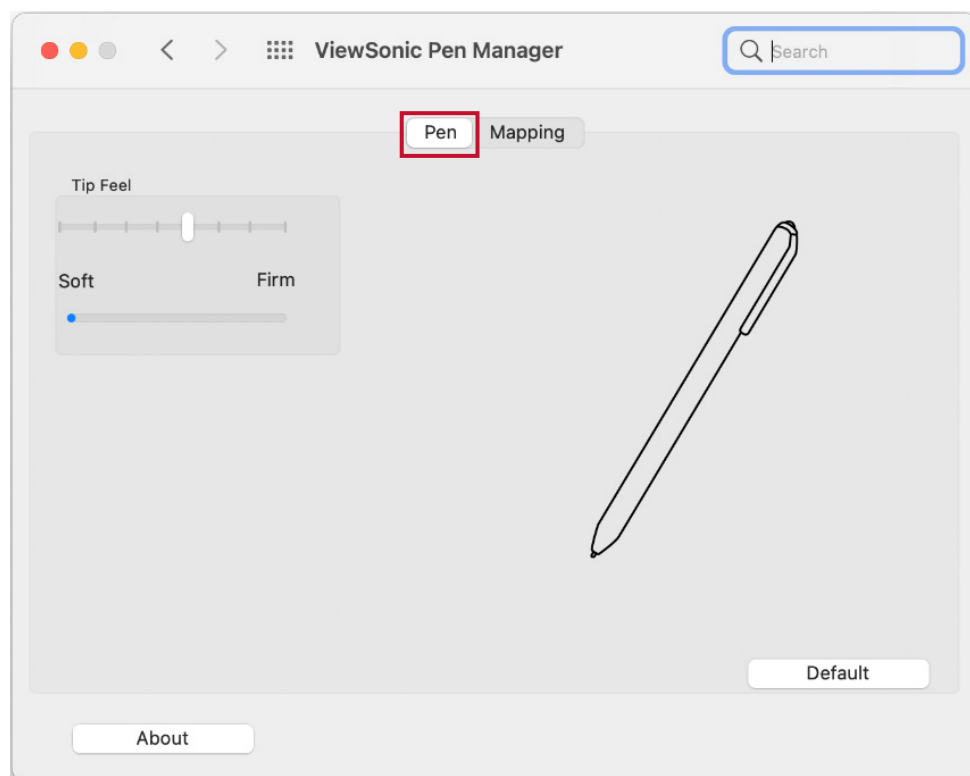 ViewSonic Pen Manager
Search
Pen
Mapping
Tip Feel
Soft
Firm
Default
About